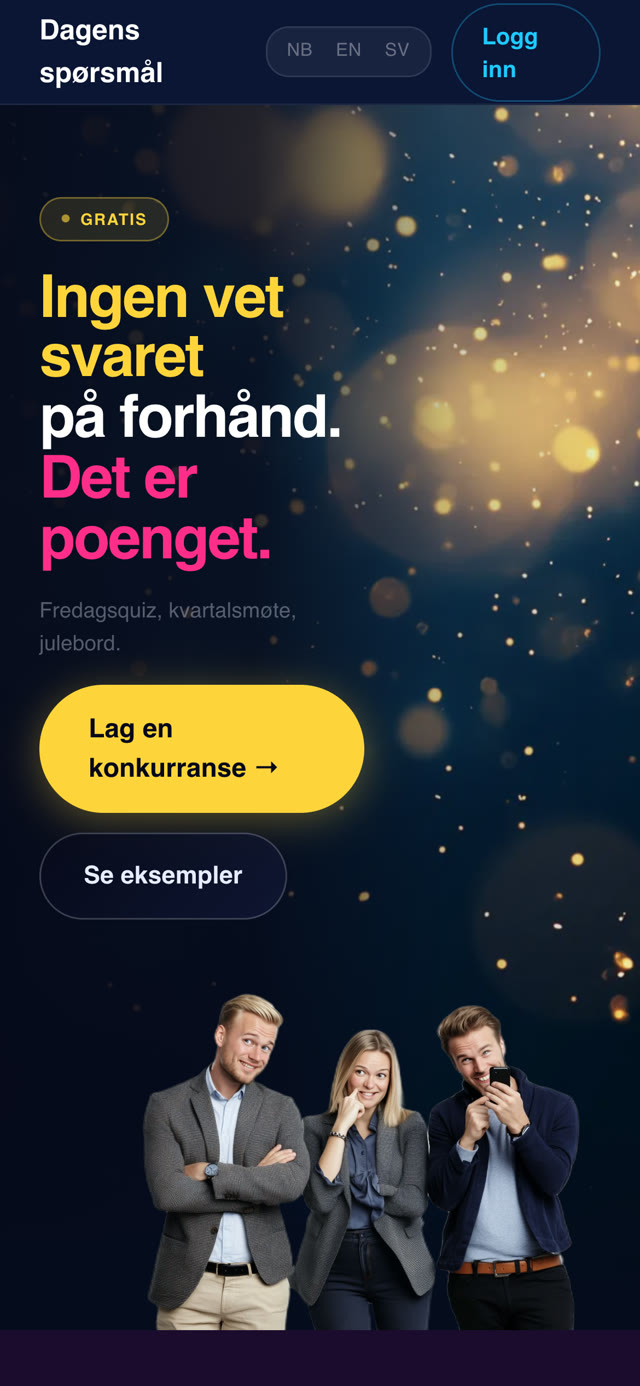 Dagens
spørsmål
NB EN SV
Logg
inn
GRATIS
Ingen vet
svaret
på forhånd.
Det er
poenget.
Fredagsquiz, kvartalsmøte,
julebord.
Lag en
konkurranse →
Se eksempler